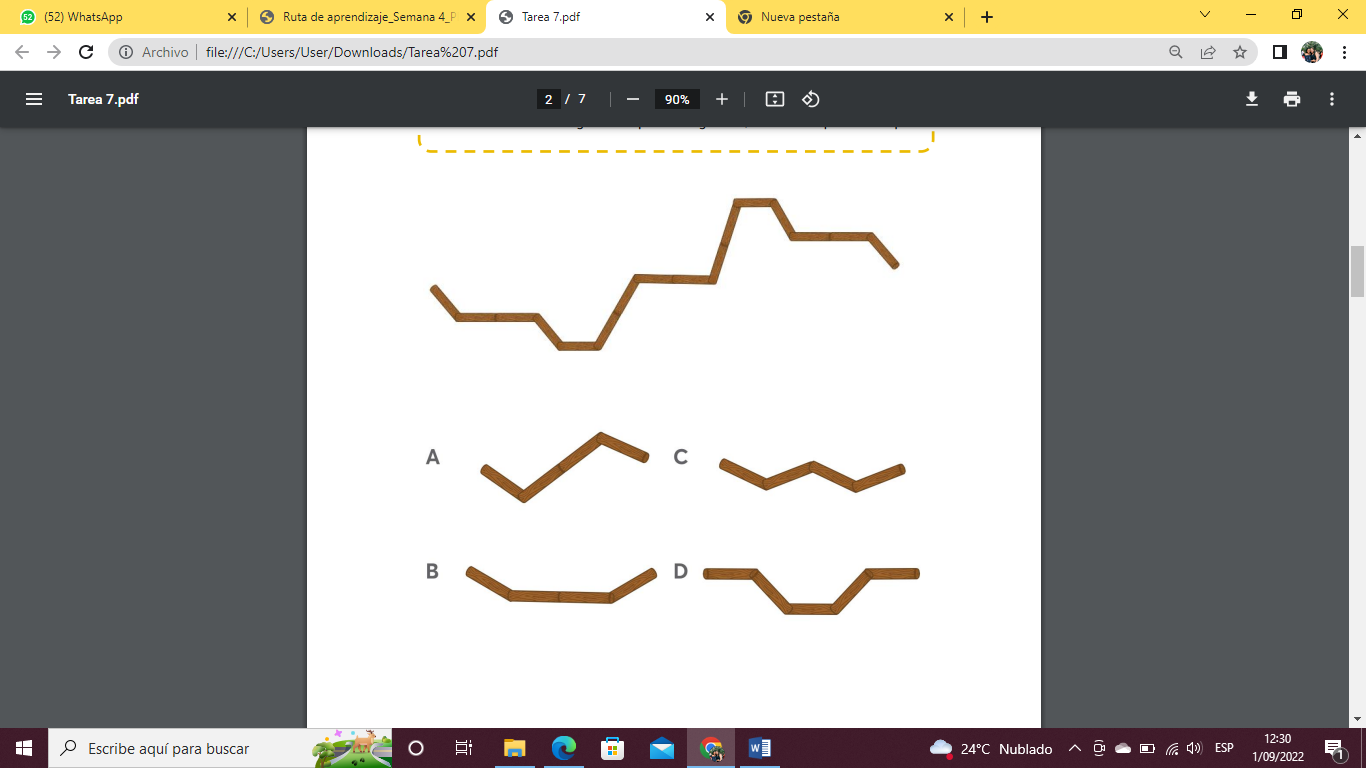 52
(52) WhatsApp
Ruta de aprendizaje_Semana 4_P
Tarea 7.pdf
Nueva pestaña
Archivo
file:///C:/Users/User/Downloads/Tarea%207.pdf
Tarea 7.pdf
2 / 7
90%
A
C
B
D
Escribe aquí para buscar
24°C Nublado
ESP
12:30
1/09/2022
1